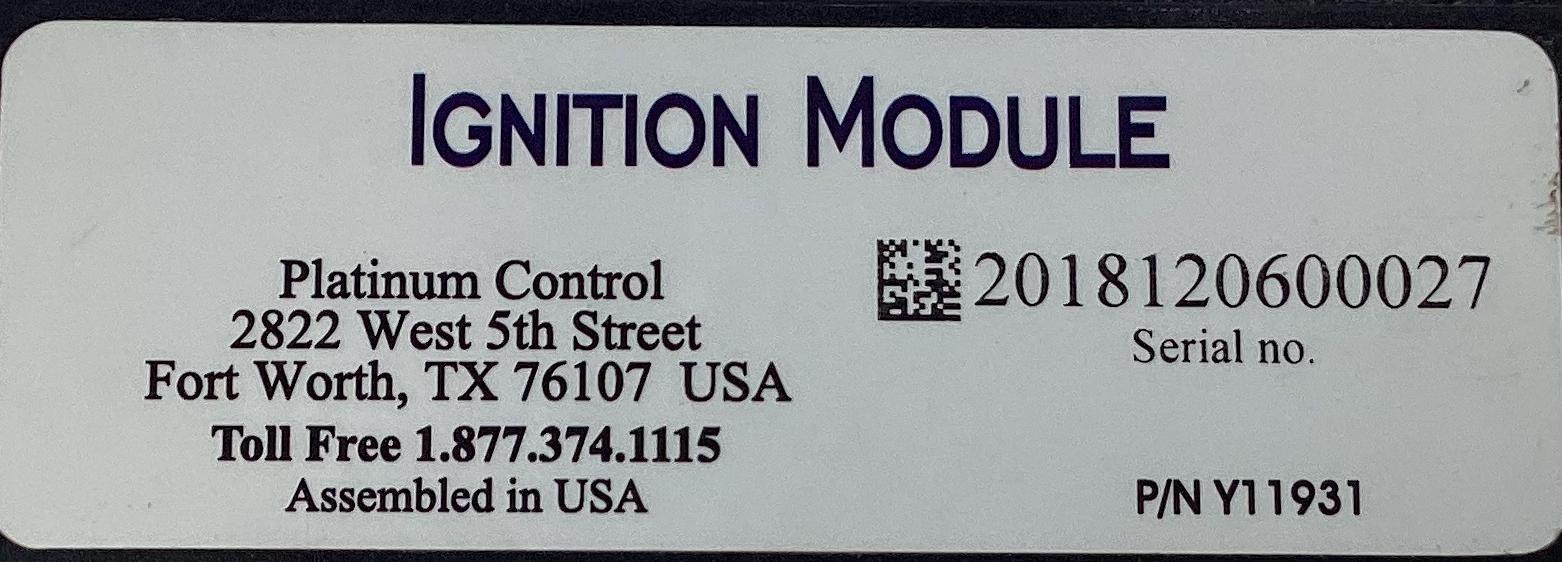 IGNITION MODULE
Platinum Control
2822 West 5th Street
Fort Worth, TX 76107 USA
Toll Free 1.877.374.1115
Assembled in USA
2018120600027
Serial no.
P/N Y11931